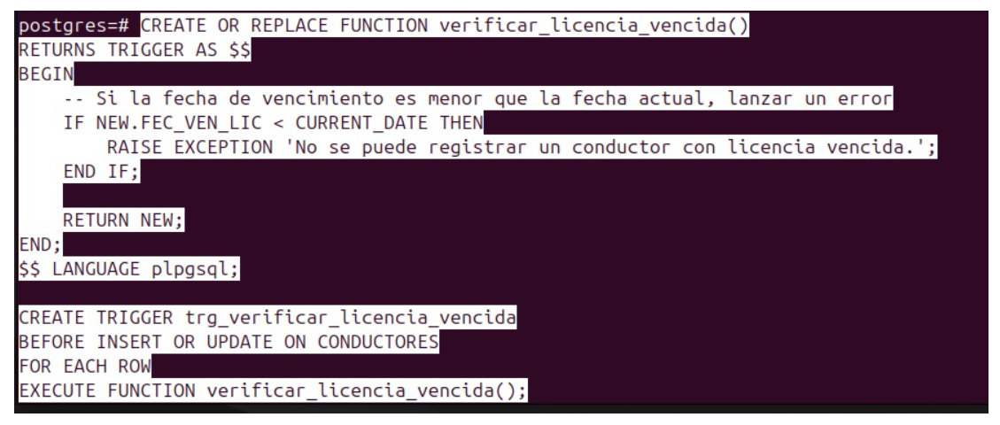 postgres=# CREATE OR REPLACE FUNCTION verificar_licencia_vencida()
RETURNS TRIGGER AS $$
BEGIN
    -- Si la fecha de vencimiento es menor que la fecha actual, lanzar un error
    IF NEW.FEC_VEN_LIC < CURRENT_DATE THEN
        RAISE EXCEPTION 'No se puede registrar un conductor con licencia vencida.';
    END IF;

    RETURN NEW;
END;
$$ LANGUAGE plpgsql;

CREATE TRIGGER trg_verificar_licencia_vencida
BEFORE INSERT OR UPDATE ON CONDUCTORES
FOR EACH ROW
EXECUTE FUNCTION verificar_licencia_vencida();